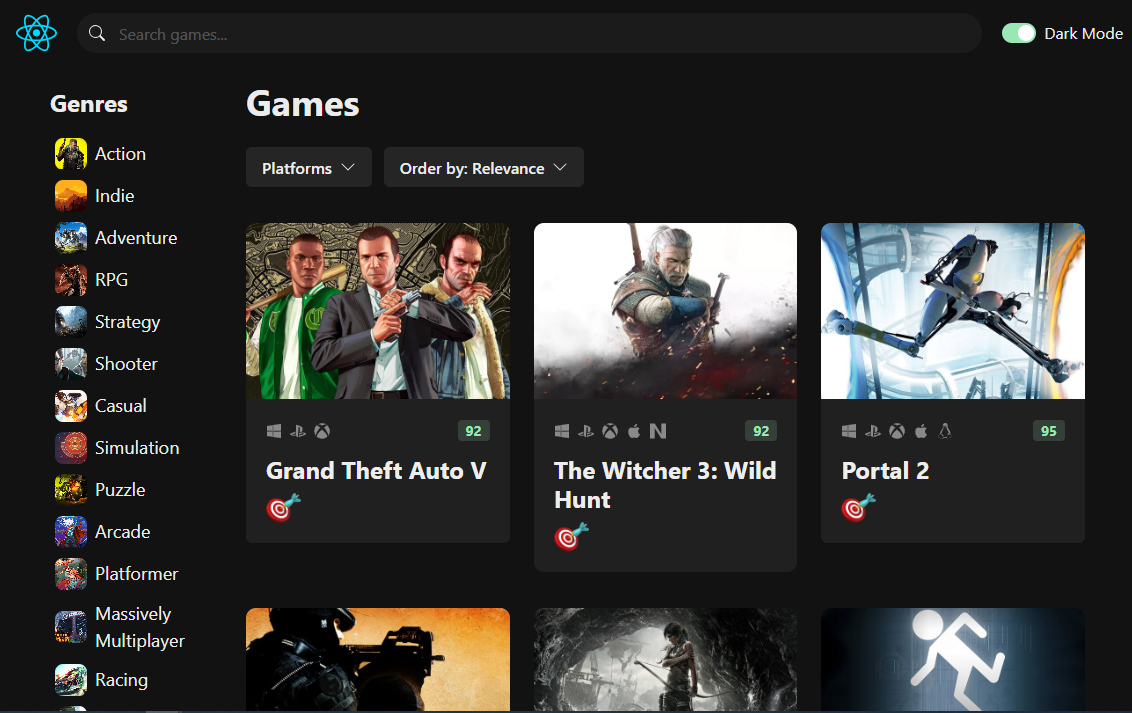 Search games...
Dark Mode
Genres
Action
Indie
Adventure
RPG
Strategy
Shooter
Casual
Simulation
Puzzle
Arcade
Platformer
Massively
Multiplayer
Racing
Games
Platforms
Order by: Relevance
92
Grand Theft Auto V
92
The Witcher 3: Wild
Hunt
95
Portal 2